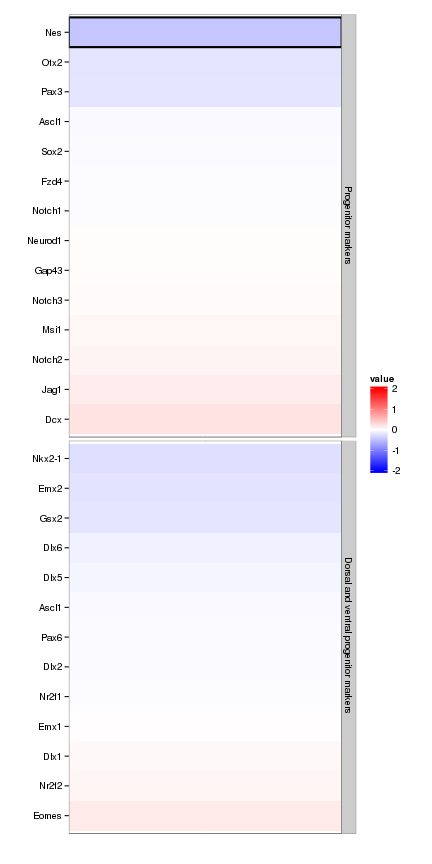 Nes
Otx2
Pax3
Ascl1
Sox2
Fzd4
Notch1
Neurod1
Gap43
Notch3
Msi1
Notch2
Jag1
Dcx
Progenitor markers
Nkx2-1
Emx2
Gsx2
Dlx6
Dlx5
Ascl1
Pax6
Dlx2
Nr2f1
Emx1
Dlx1
Nr2f2
Eomes
Dorsal and ventral progenitor markers
value
2
1
0
-1
-2